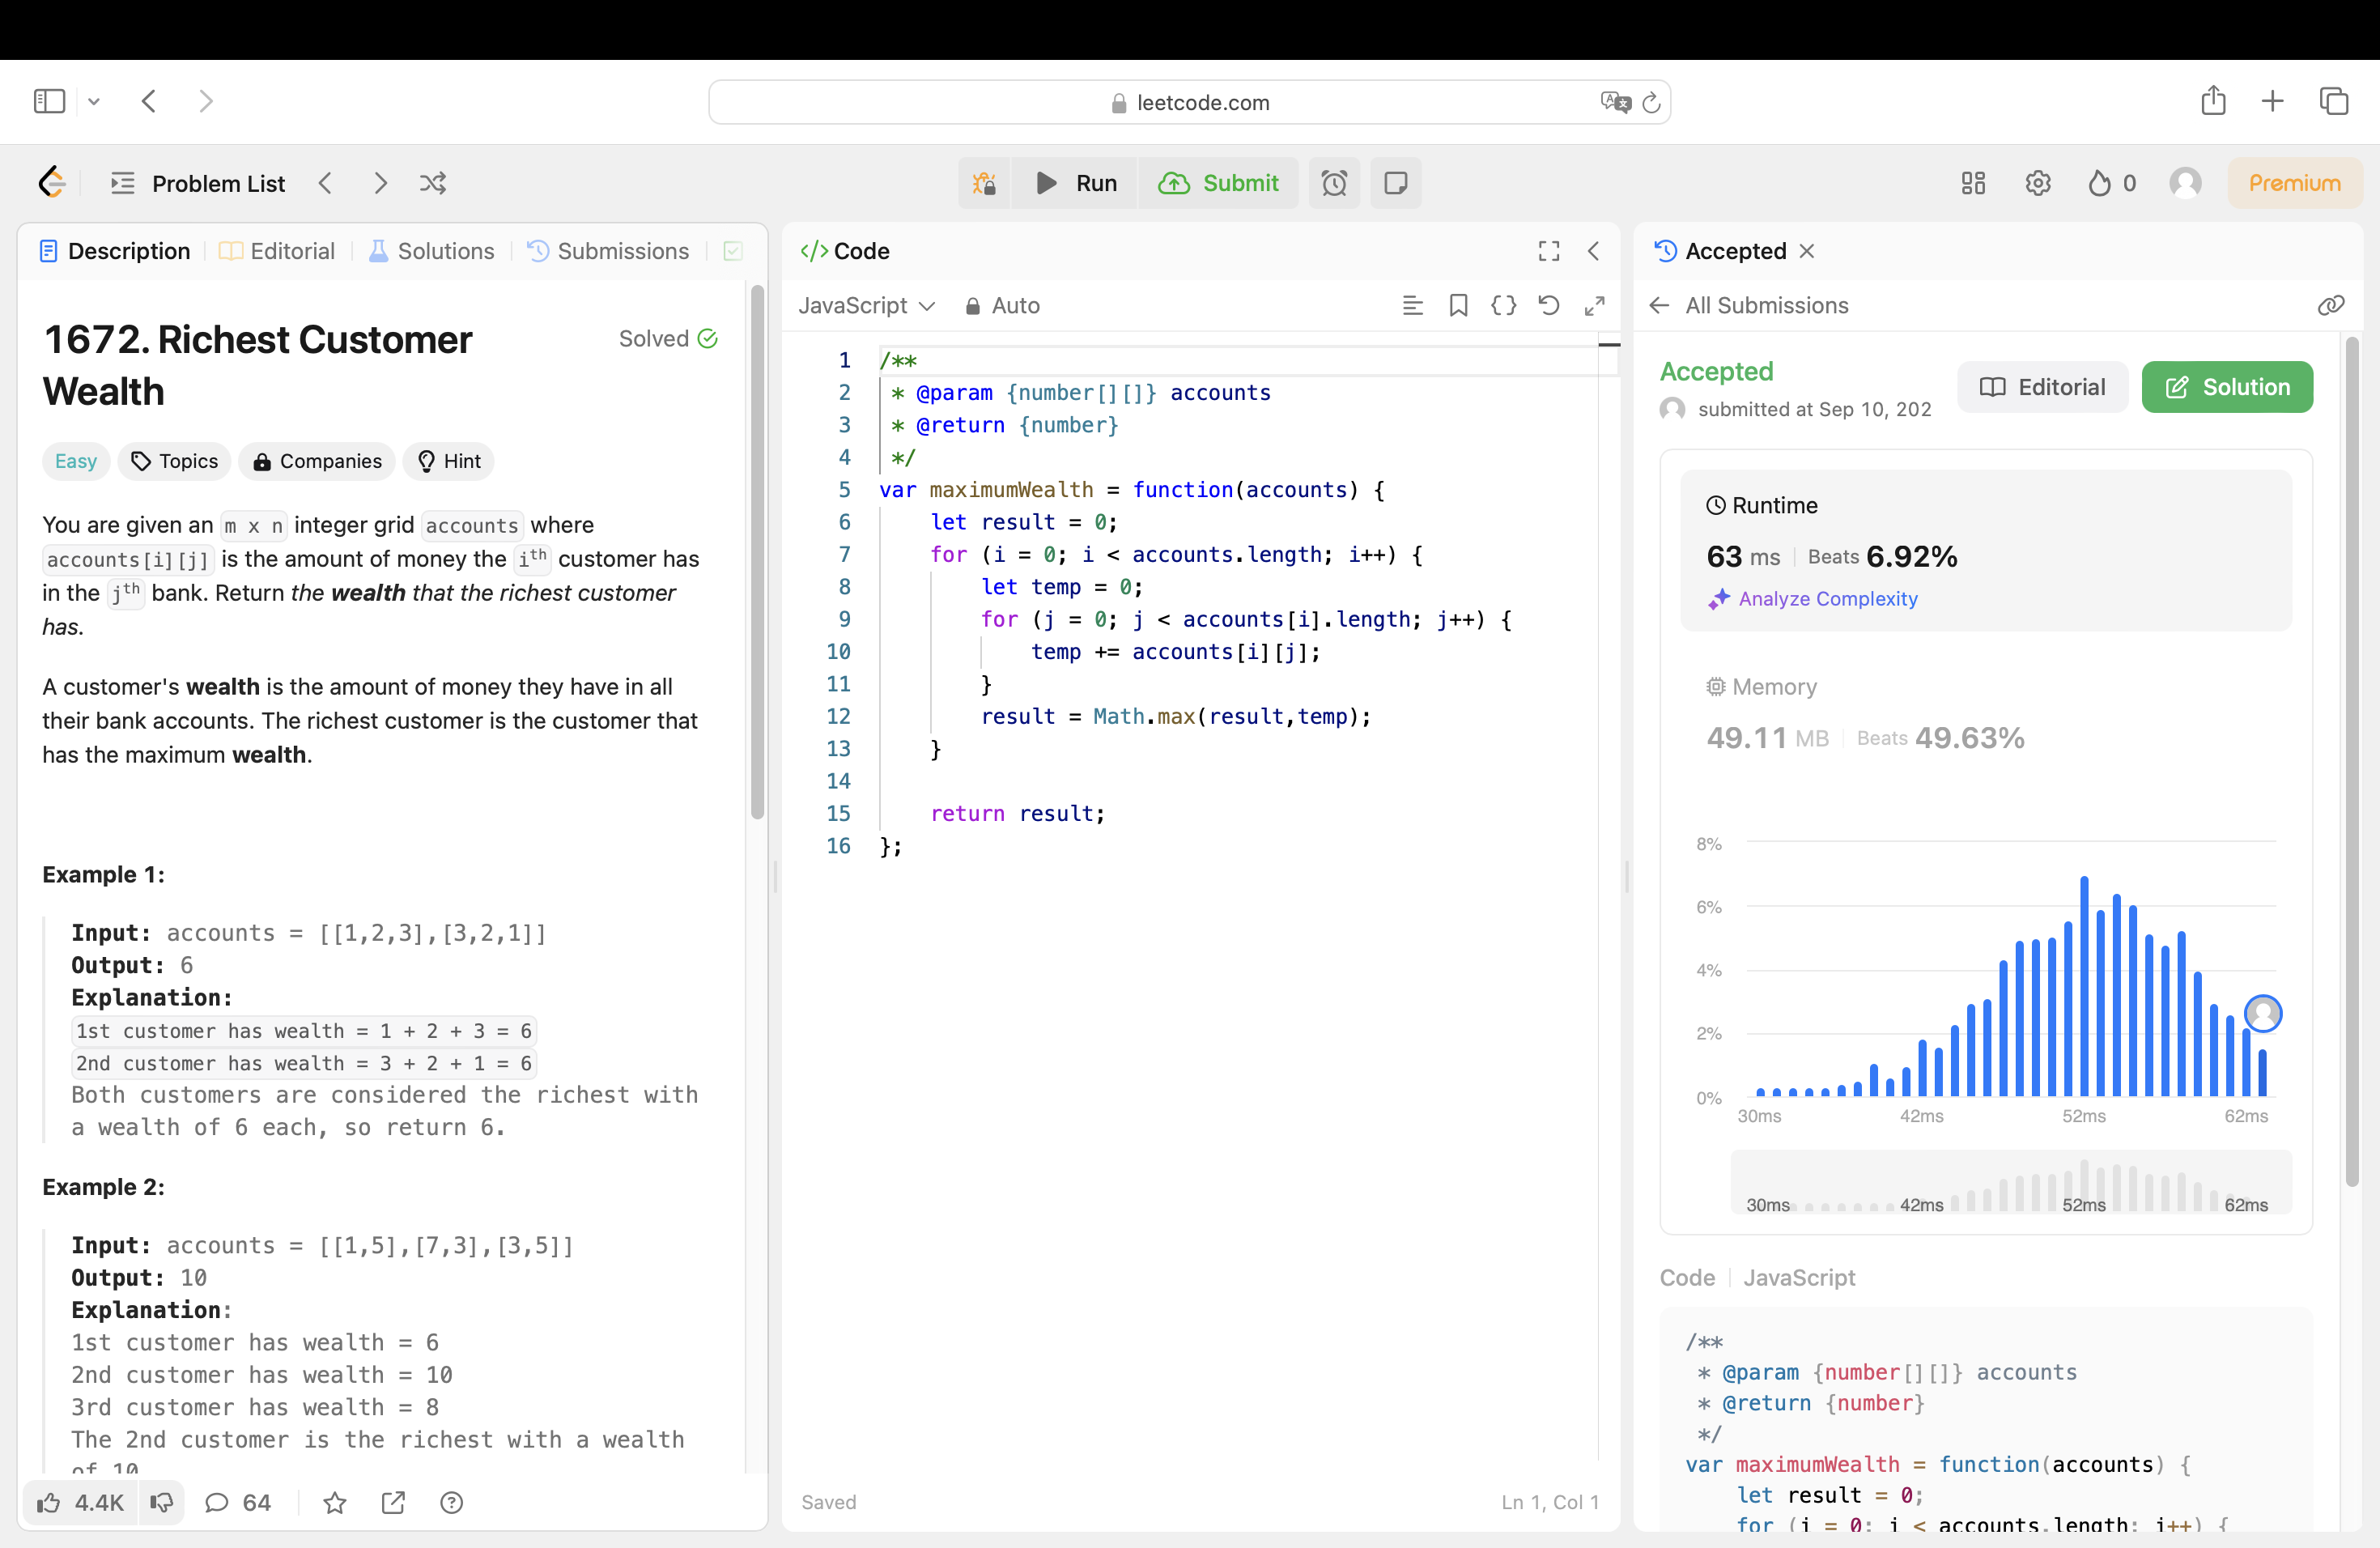 leetcode.com
Problem List
Run
Submit
0
Premium
Description
Editorial
Solutions
Submissions
1672. Richest Customer
Wealth
Solved
Easy
Topics
Companies
Hint
You are given an m x n integer grid accounts where
accounts[i][j] is the amount of money the ith customer has
in the jth bank. Return the wealth that the richest customer
has.
A customer's wealth is the amount of money they have in all
their bank accounts. The richest customer is the customer that
has the maximum wealth.
Example 1:
Input: accounts = [[1,2,3],[3,2,1]]
Output: 6
Explanation:
1st customer has wealth = 1 + 2 + 3 = 6
2nd customer has wealth = 3 + 2 + 1 = 6
Both customers are considered the richest with
a wealth of 6 each, so return 6.
Example 2:
Input: accounts = [[1,5],[7,3],[3,5]]
Output: 10
Explanation:
1st customer has wealth = 6
2nd customer has wealth = 10
3rd customer has wealth = 8
The 2nd customer is the richest with a wealth
of 10
4.4K
64
</> Code
JavaScript
Auto
1 /**
2 * @param {number[][]} accounts
3 * @return {number}
4 */
5 var maximumWealth = function(accounts) {
6 let result = 0;
7 for (i = 0; i < accounts.length; i++) {
8 let temp = 0;
9 for (j = 0; j < accounts[i].length; j++) {
10 temp += accounts[i][j];
11 }
12 result = Math.max(result,temp);
13 }
14
15 return result;
16 };
Saved
Ln 1, Col 1
Accepted
All Submissions
Accepted
submitted at Sep 10, 202
Editorial
Solution
Runtime
63 ms
Beats 6.92%
Analyze Complexity
Memory
49.11 MB
Beats 49.63%
8%
6%
4%
2%
0%
30ms
42ms
52ms
62ms
30ms
42ms
52ms
62ms
Code
JavaScript
/**
* @param {number[][]} accounts
* @return {number}
*/
var maximumWealth = function(accounts) {
let result = 0;
for (i = 0; i < accounts.length; i++) {